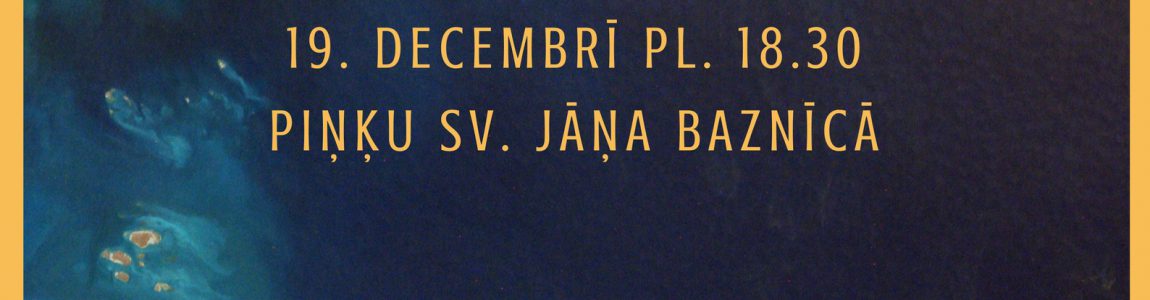 19. DECEMBRĪ PL. 18.30
PIŅĶU SV. JĀŅA BAZNĪCĀ